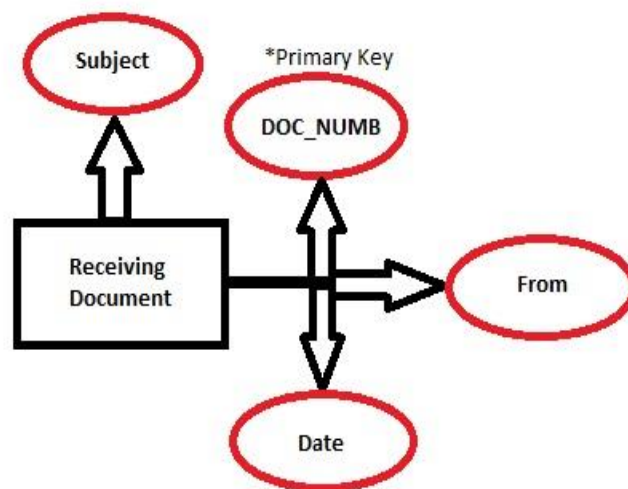 Subject
*Primary Key
DOC_NUMB
Receiving
Document
From
Date